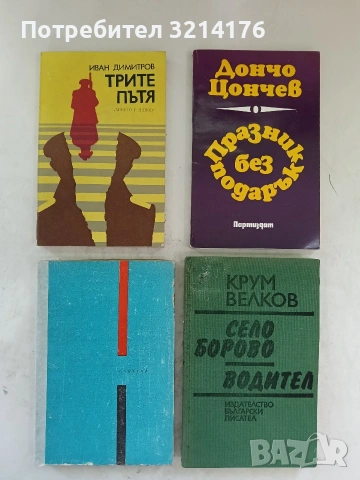 Потребител 3214176
ИВАН ДИМИТРОВ
ТРИТЕ
ПЪТЯ
Дончо
Цончев
Празник
без
подарък
Партиздат
КРУМ
ВЕЛКОВ
СЕЛО
БОРОВО
ВОДИТЕЛ
ИЗДАТЕЛСТВО
БЪЛГАРСКИ
ПИСАТЕЛ
BAZAR